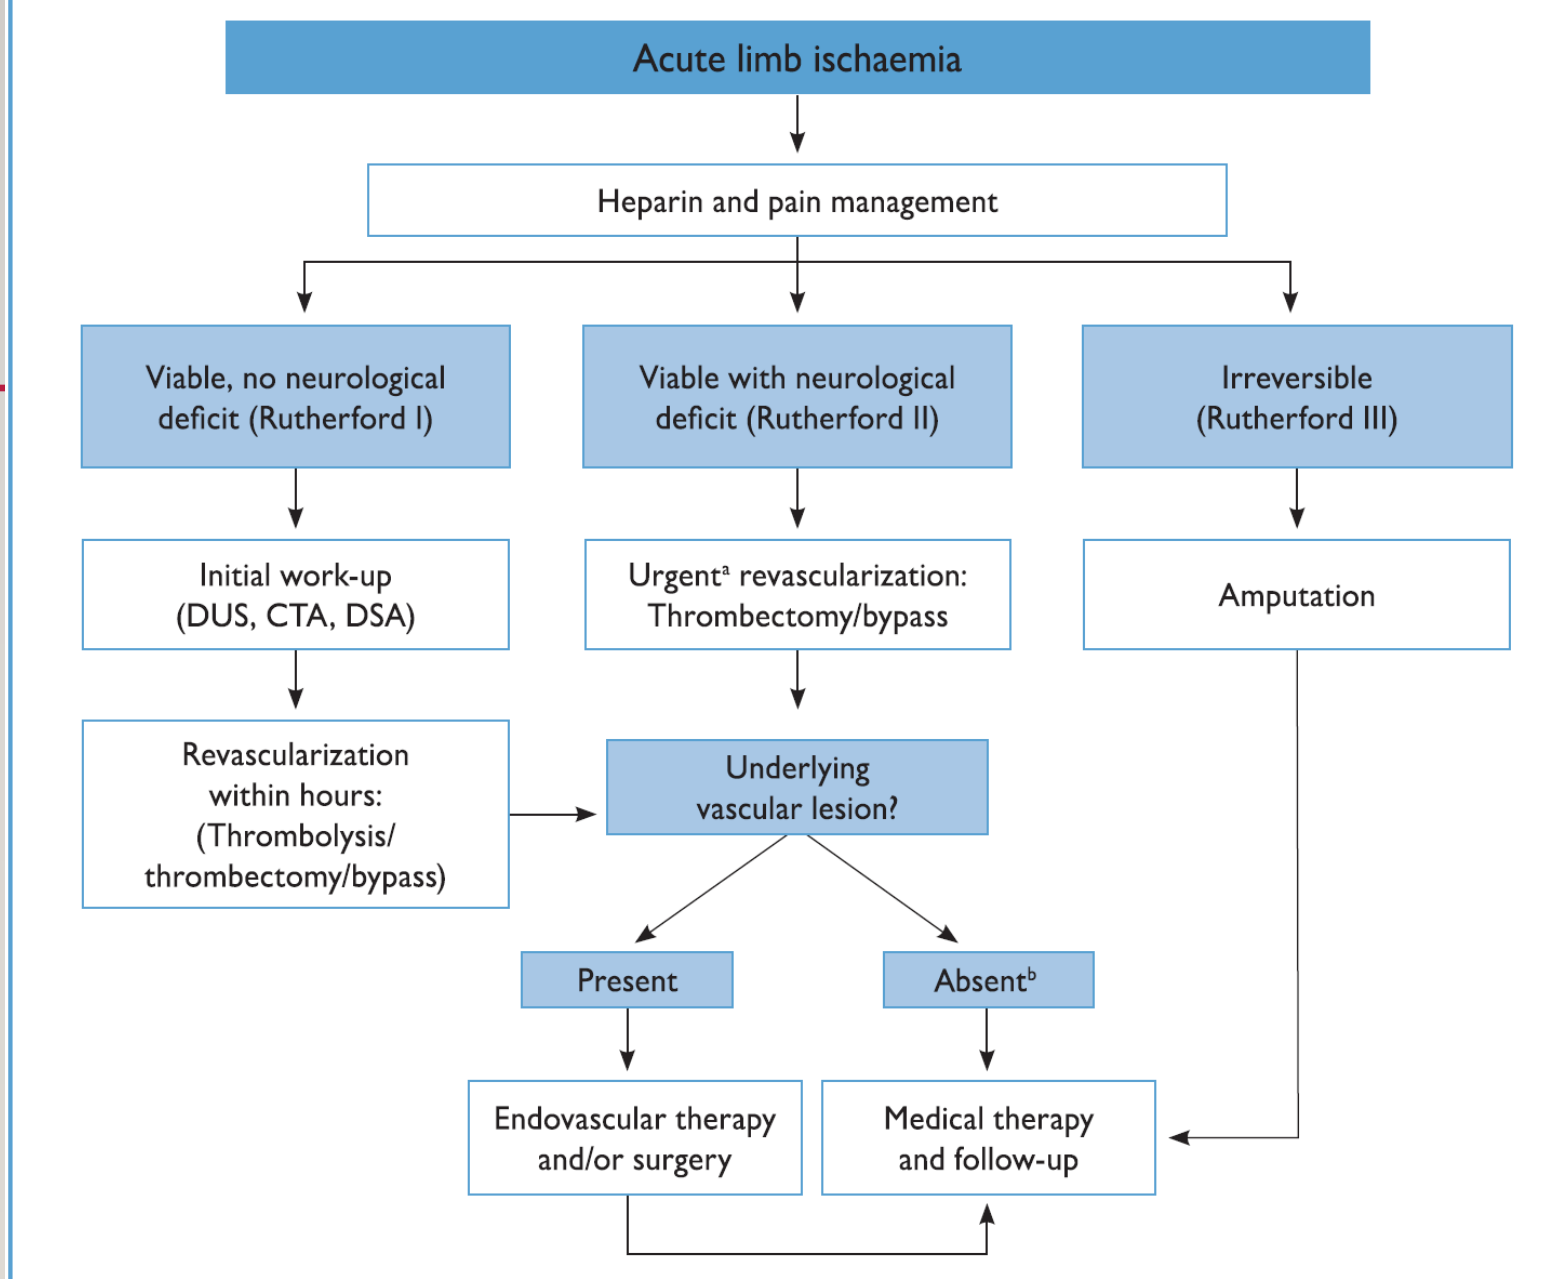 Acute limb ischaemia
Heparin and pain management
Viable, no neurological
deficit (Rutherford I)
Viable with neurological
deficit (Rutherford II)
Irreversible
(Rutherford III)
Initial work-up
(DUS, CTA, DSA)
Urgentᵃ revascularization:
Thrombectomy/bypass
Amputation
Revascularization
within hours:
(Thrombolysis/
thrombectomy/bypass)
Underlying
vascular lesion?
Present
Absentᵇ
Endovascular therapy
and/or surgery
Medical therapy
and follow-up